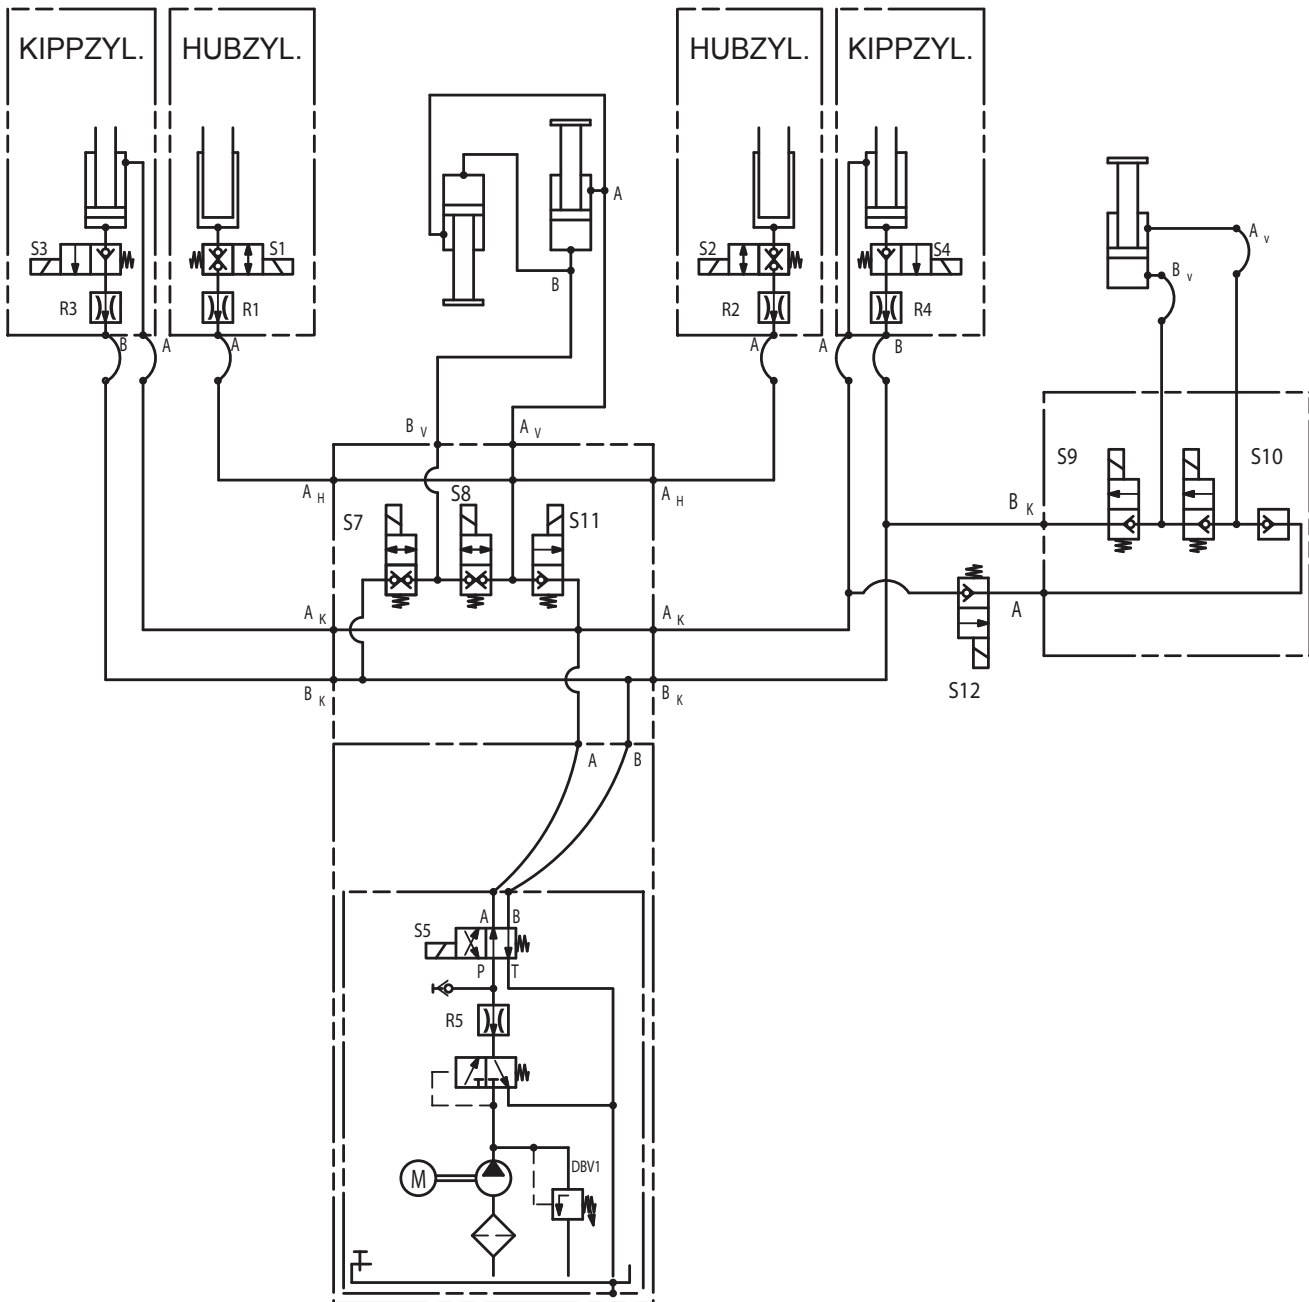 KIPPZYL. HUBZYL. HUBZYL. KIPPZYL.
A
S3 S1 S2 S4
A V
B V
B
R3 R1 R2 R4
B A A A A B
B V A V
S9 S10
A H A H
S8
S7 S11
B K
A K A K
A
B K B K
S12
A B
A B
S5
P T
R5
DBV1
M